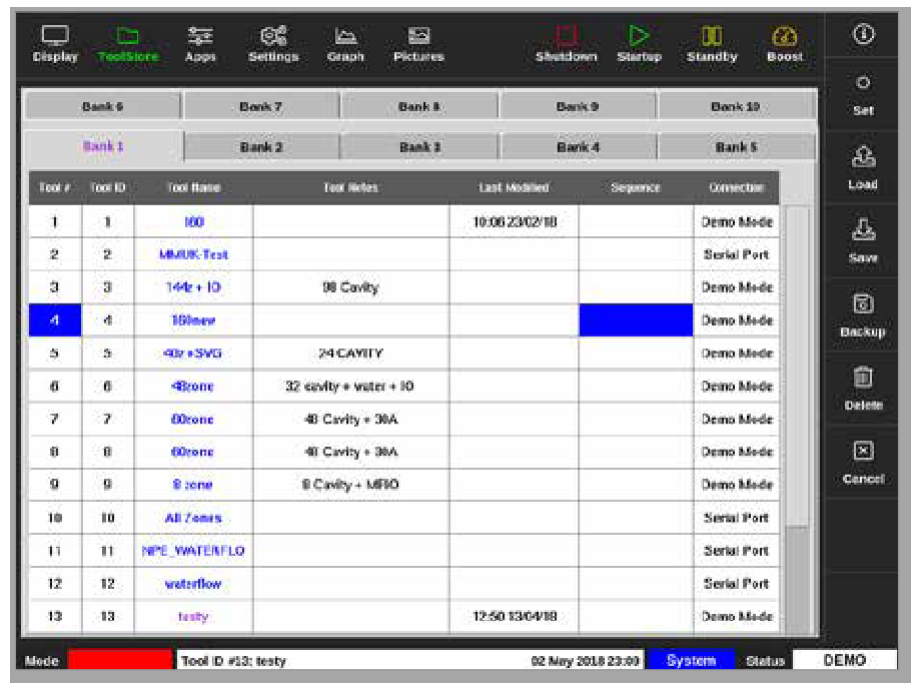 Display ToolStore Apps Settings Graph Pictures Shutdown Startup Standby Boost
Set
Load
Save
Backup
Delete
Cancel
Bank 6 Bank 7 Bank 8 Bank 9 Bank 10
Bank 1 Bank 2 Bank 3 Bank 4 Bank 5
Tool # Tool ID Tool Name Tool Notes Last Modified Sequence Connection
1 1 160 10:06 23/02/18 Demo Mode
2 2 MMUK-Test Serial Port
3 3 144z + IO 98 Cavity Demo Mode
4 4 160new Demo Mode
5 5 40z +SVG 24 CAVITY Demo Mode
6 6 48zone 32 cavity + water + IO Demo Mode
7 7 60zone 48 Cavity + 30A Demo Mode
8 8 60zone 48 Cavity + 30A Demo Mode
9 9 8 zone 8 Cavity + MFIO Demo Mode
10 10 All Zones Serial Port
11 11 NPE_WATERFLO Serial Port
12 12 waterflow Serial Port
13 13 testy 12:50 13/04/18 Demo Mode
Mode Tool ID #13: testy 02 May 2018 23:09 System Status DEMO